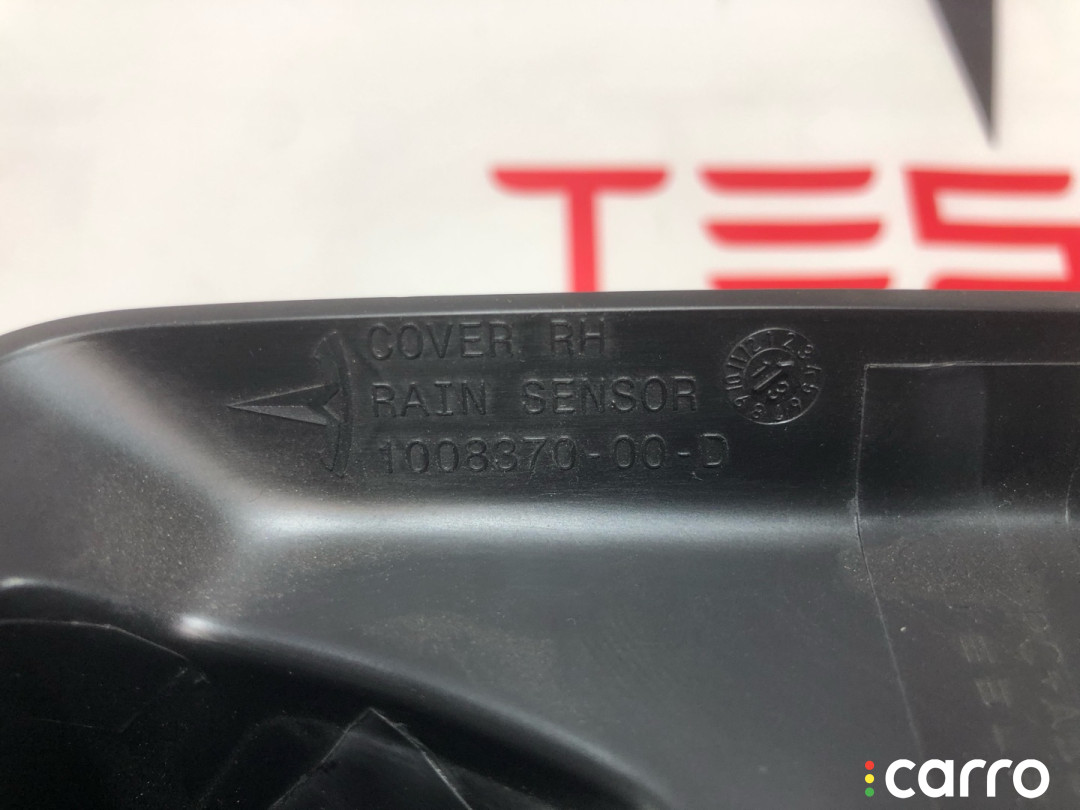 TES
COVER RH
RAIN SENSOR
1008370-00-D
carro